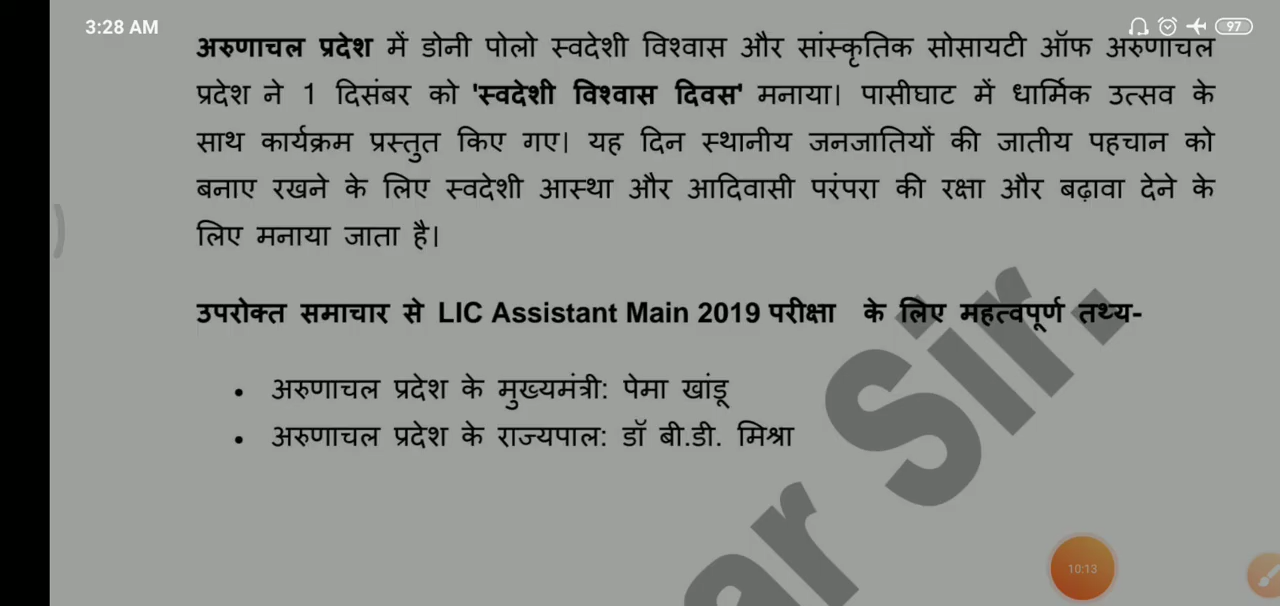 3:28 AM
97
अरुणाचल प्रदेश में डोनी पोलो स्वदेशी विश्वास और सांस्कृतिक सोसायटी ऑफ अरुणाचल
प्रदेश ने 1 दिसंबर को 'स्वदेशी विश्वास दिवस' मनाया। पासीघाट में धार्मिक उत्सव के
साथ कार्यक्रम प्रस्तुत किए गए। यह दिन स्थानीय जनजातियों की जातीय पहचान को
बनाए रखने के लिए स्वदेशी आस्था और आदिवासी परंपरा की रक्षा और बढ़ावा देने के
लिए मनाया जाता है।
उपरोक्त समाचार से LIC Assistant Main 2019 परीक्षा के लिए महत्वपूर्ण तथ्य-
• अरुणाचल प्रदेश के मुख्यमंत्री: पेमा खांडू
• अरुणाचल प्रदेश के राज्यपाल: डॉ बी.डी. मिश्रा
ar Sir.
10:13